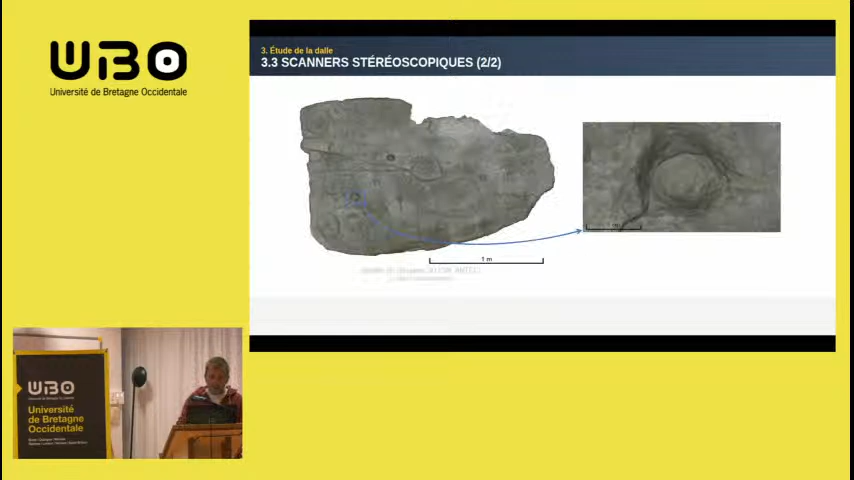 UBO
Université de Bretagne Occidentale
3. Étude de la dalle
3.3 SCANNERS STÉRÉOSCOPIQUES (2/2)
1 m
UBO
Université
de Bretagne
Occidentale